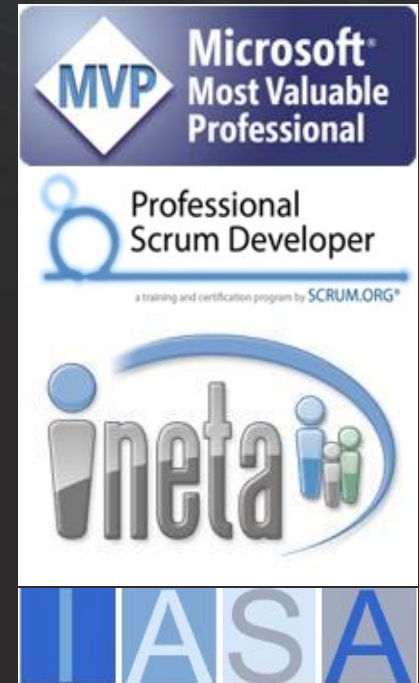 MVP
Microsoft®
Most Valuable
Professional
Professional
Scrum Developer
a training and certification program by SCRUM.ORG®
ineta
IASA